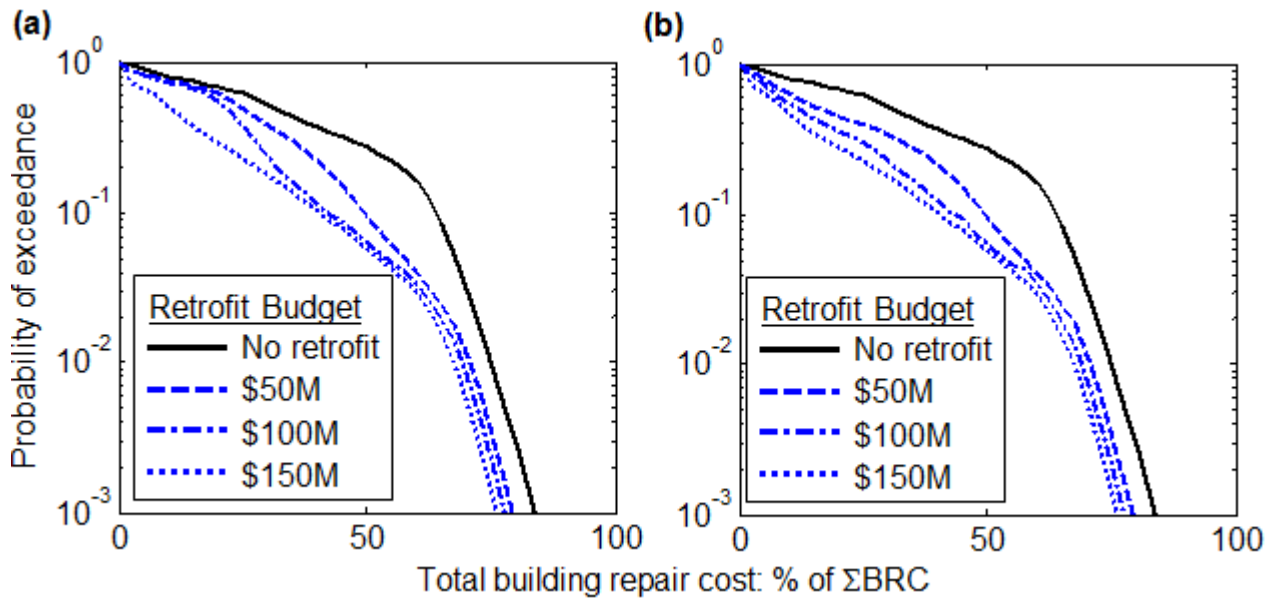 (a)
Probability of exceedance
10^0
10^-1
10^-2
10^-3
Retrofit Budget
No retrofit
$50M
$100M
$150M
0
50
100
(b)
10^0
10^-1
10^-2
10^-3
Retrofit Budget
No retrofit
$50M
$100M
$150M
0
50
100
Total building repair cost: % of ΣBRC